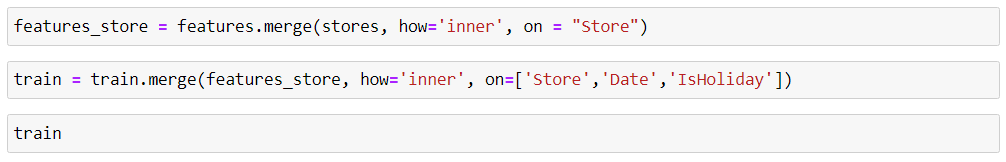 features_store = features.merge(stores, how='inner', on = "Store")
train = train.merge(features_store, how='inner', on=['Store','Date','IsHoliday'])
train